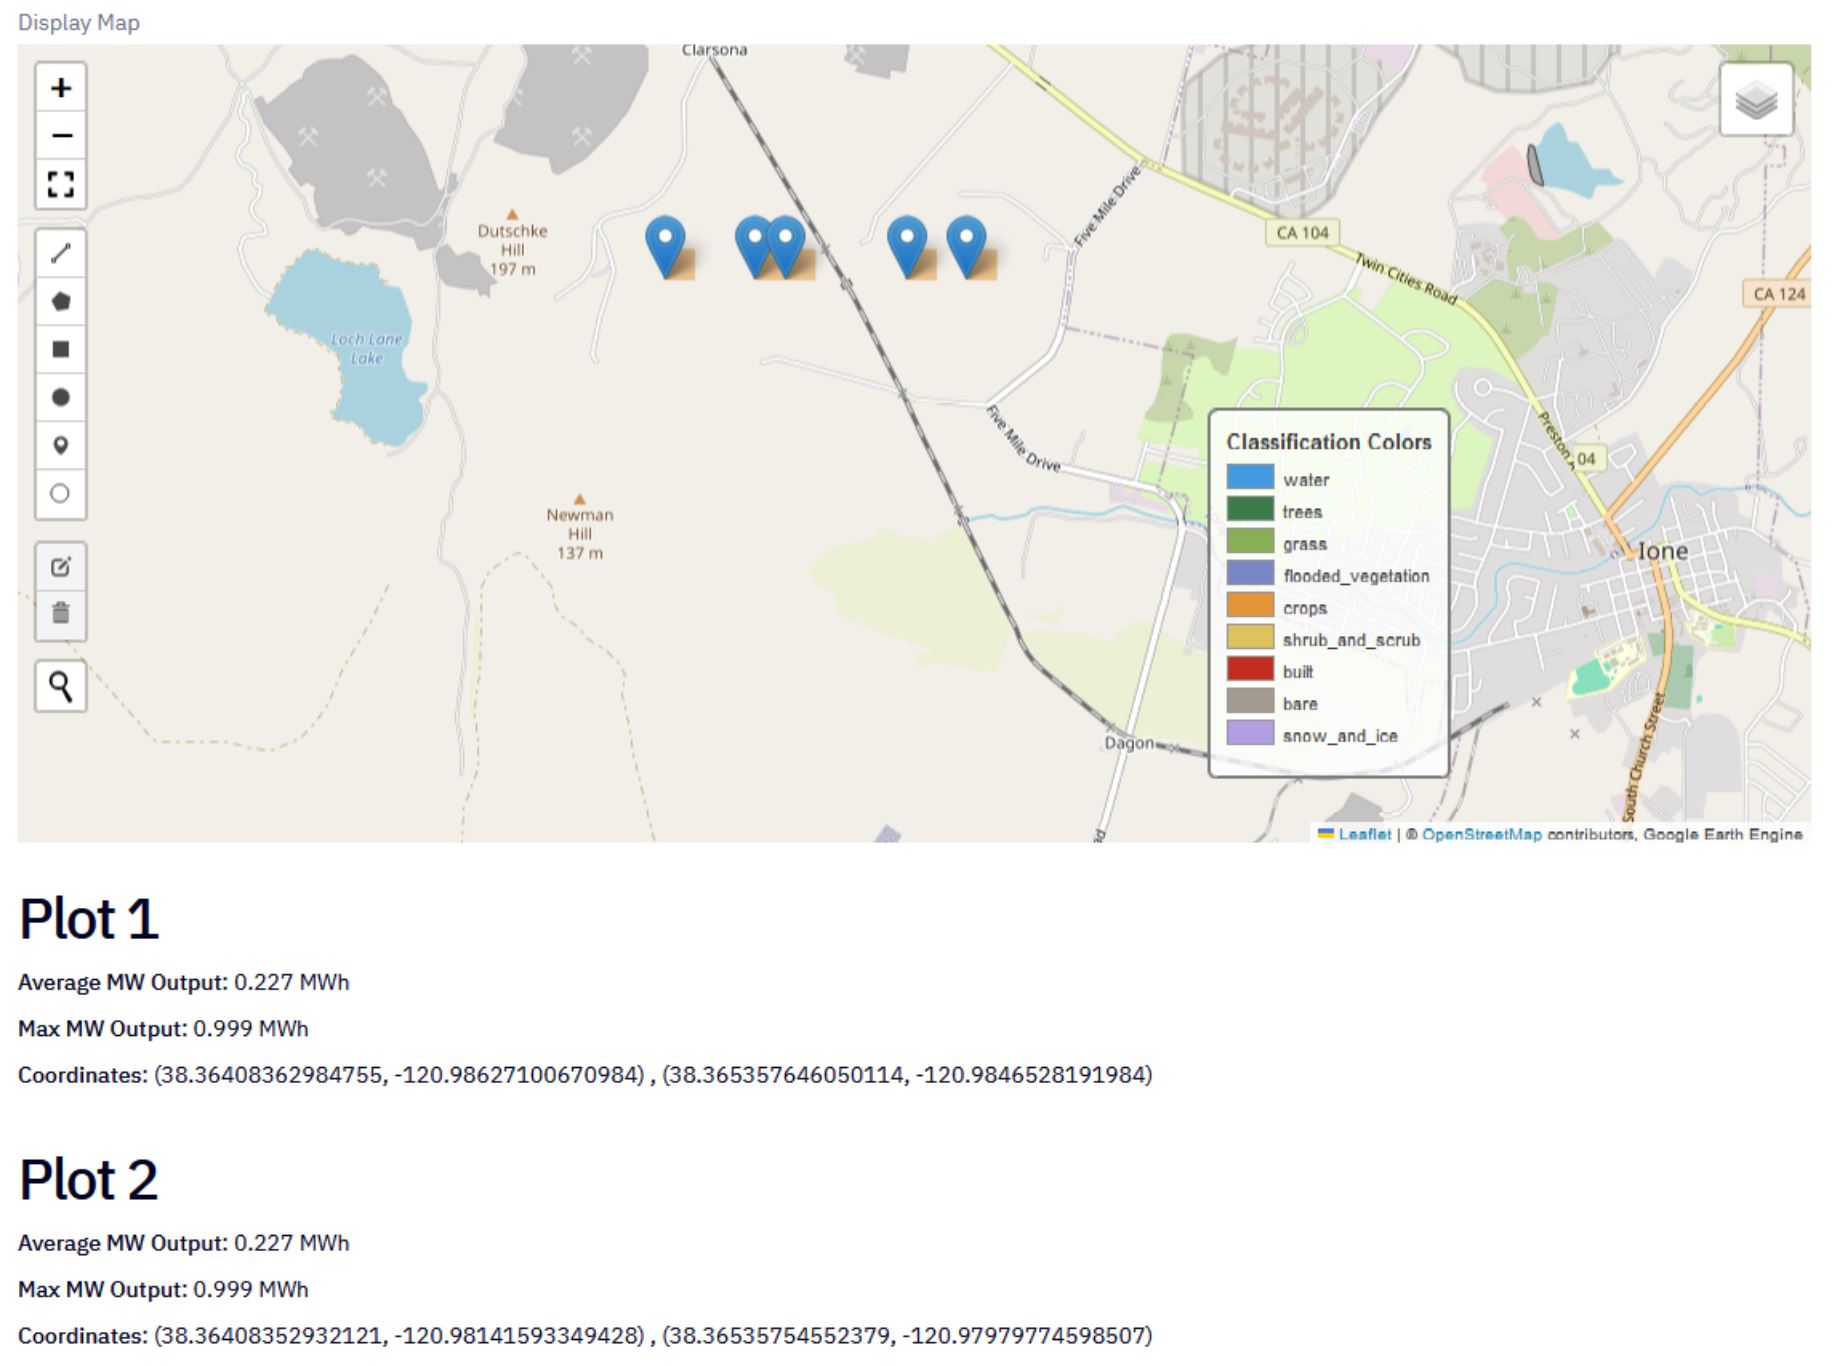 Display Map
Clarsona
+
−
Dutschke
Hill
197 m
Five Mile Drive
CA 104
Twin Cities Road
CA 124
Loch Lane
Lake
Five Mile Drive
Preston
04
Newman
Hill
137 m
Ione
Classification Colors
water
trees
grass
flooded_vegetation
crops
shrub_and_scrub
built
bare
snow_and_ice
Dagon
South Church Street
Leaflet | © OpenStreetMap contributors, Google Earth Engine
Plot 1
Average MW Output: 0.227 MWh
Max MW Output: 0.999 MWh
Coordinates: (38.36408362984755, -120.98627100670984) , (38.365357646050114, -120.9846528191984)
Plot 2
Average MW Output: 0.227 MWh
Max MW Output: 0.999 MWh
Coordinates: (38.36408352932121, -120.98141593349428) , (38.36535754552379, -120.97979774598507)